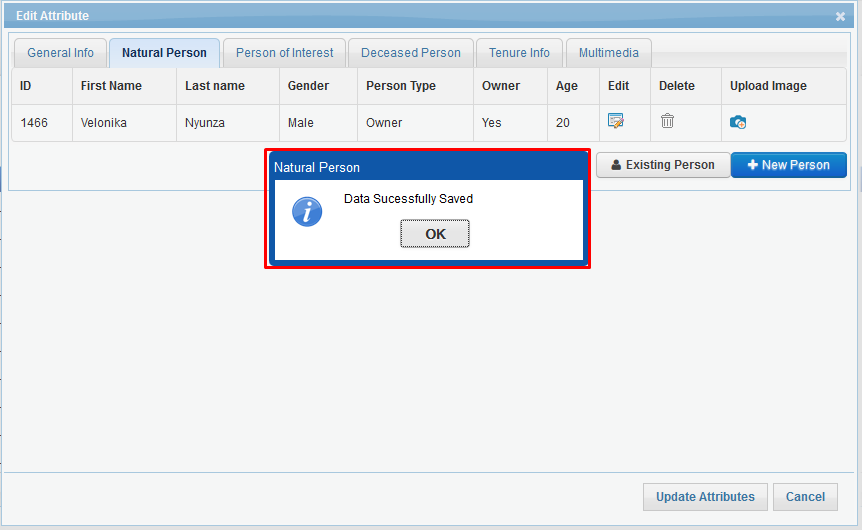 Edit Attribute
General Info Natural Person Person of Interest Deceased Person Tenure Info Multimedia
ID First Name Last name Gender Person Type Owner Age Edit Delete Upload Image
1466 Velonika Nyunza Male Owner Yes 20
Existing Person New Person
Natural Person
Data Sucessfully Saved
OK
Update Attributes Cancel